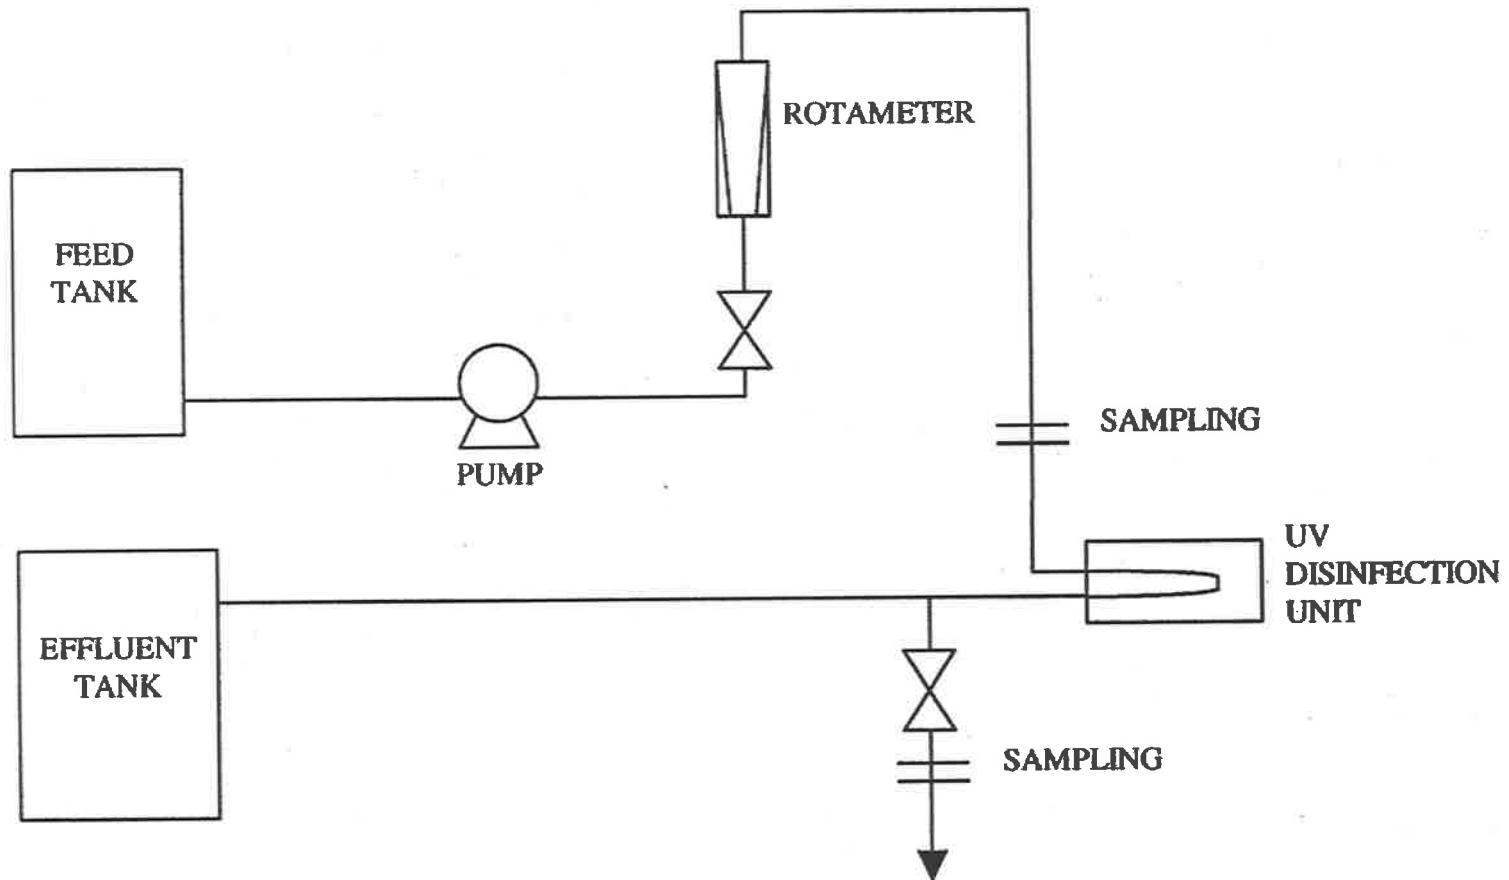 ROTAMETER
FEED
TANK
SAMPLING
PUMP
UV
DISINFECTION
UNIT
EFFLUENT
TANK
SAMPLING